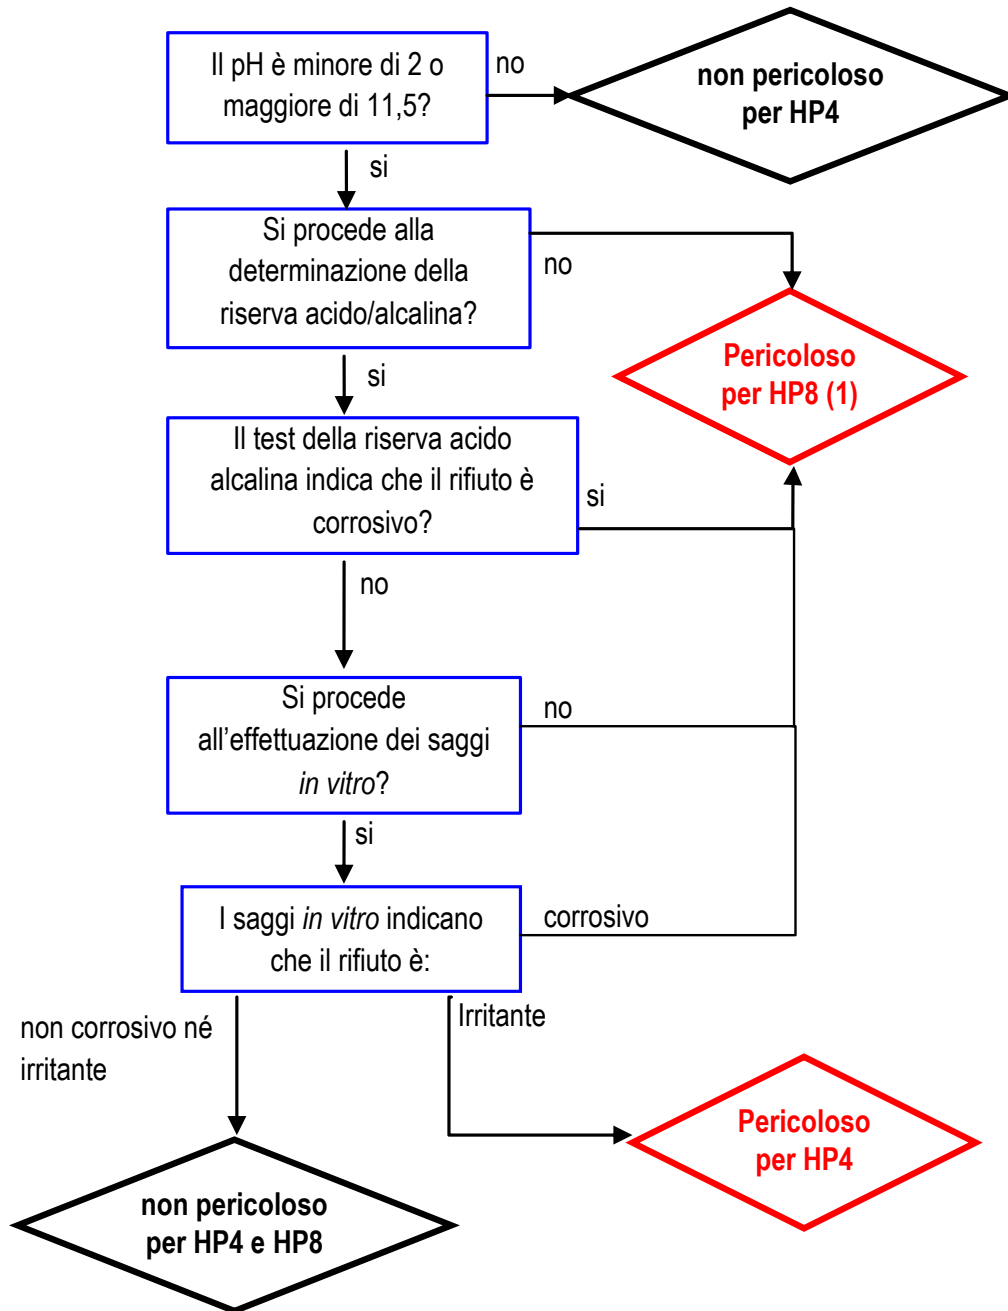 Il pH è minore di 2 o
maggiore di 11,5?
no
non pericoloso
per HP4
si
Si procede alla
determinazione della
riserva acido/alcalina?
no
Pericoloso
per HP8 (1)
si
Il test della riserva acido
alcalina indica che il rifiuto è
corrosivo?
si
no
Si procede
all’effettuazione dei saggi
in vitro?
no
si
I saggi in vitro indicano
che il rifiuto è:
corrosivo
non corrosivo né
irritante
Irritante
Pericoloso
per HP4
non pericoloso
per HP4 e HP8